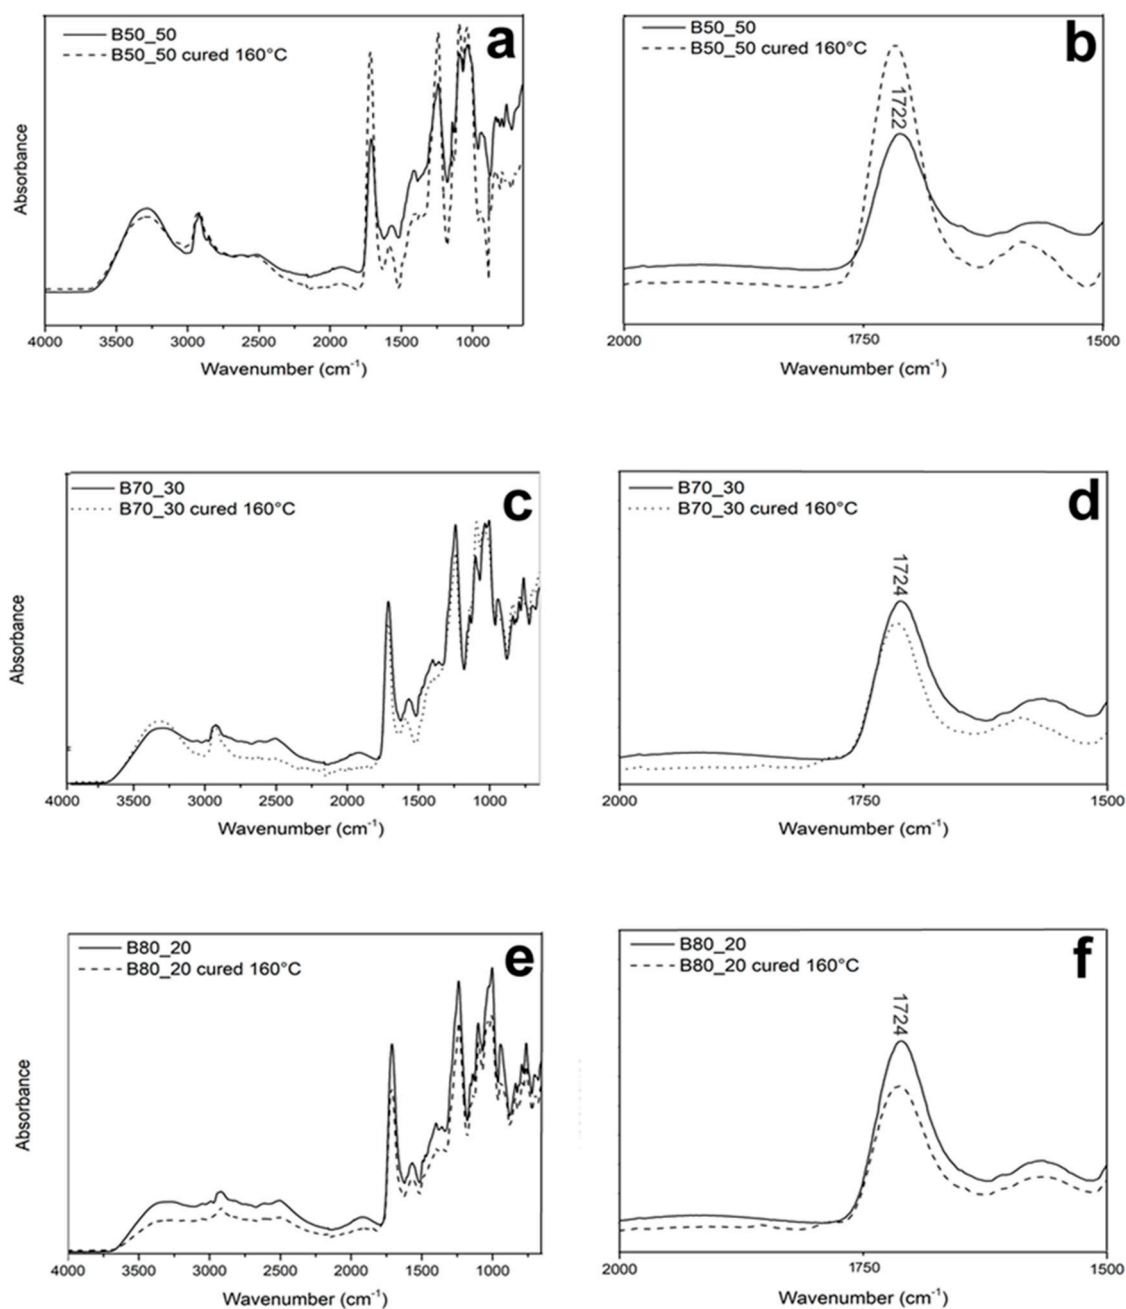 B50_50
B50_50 cured 160°C
a
Absorbance
4000 3500 3000 2500 2000 1500 1000
Wavenumber (cm⁻¹)
B50_50
B50_50 cured 160°C
b
1722
2000 1750 1500
Wavenumber (cm⁻¹)
B70_30
B70_30 cured 160°C
c
Absorbance
4000 3500 3000 2500 2000 1500 1000
Wavenumber (cm⁻¹)
B70_30
B70_30 cured 160°C
d
1724
2000 1750 1500
Wavenumber (cm⁻¹)
B80_20
B80_20 cured 160°C
e
Absorbance
4000 3500 3000 2500 2000 1500 1000
Wavenumber (cm⁻¹)
B80_20
B80_20 cured 160°C
f
1724
2000 1750 1500
Wavenumber (cm⁻¹)